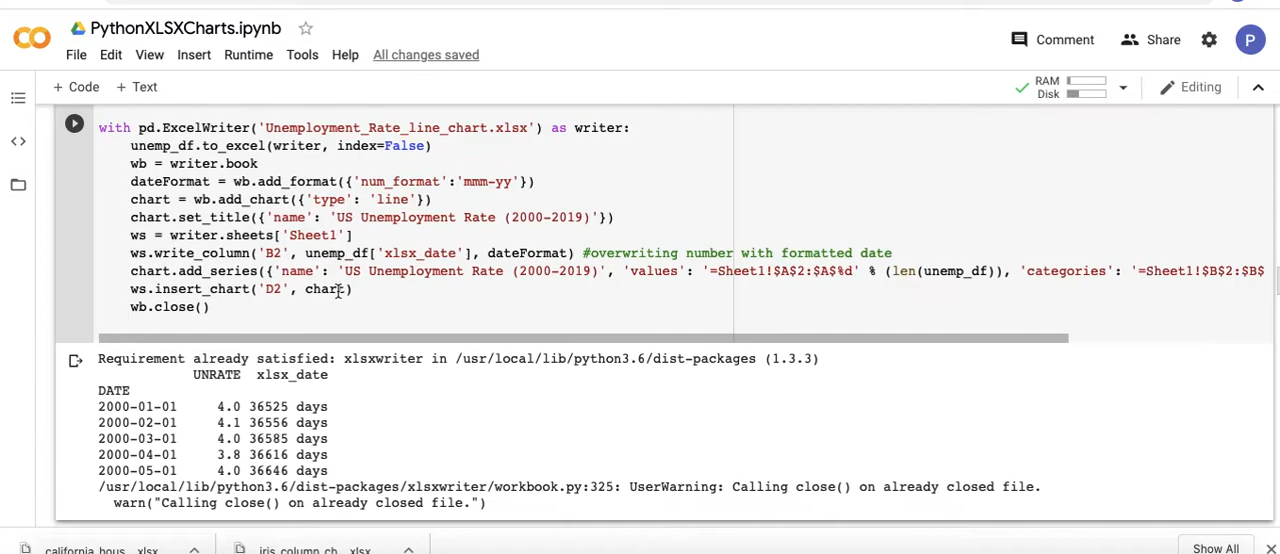 PythonXLSXCharts.ipynb
File Edit View Insert Runtime Tools Help All changes saved
Comment Share P
+ Code + Text
RAM
Disk
Editing
with pd.ExcelWriter('Unemployment_Rate_line_chart.xlsx') as writer:
unemp_df.to_excel(writer, index=False)
wb = writer.book
dateFormat = wb.add_format({'num_format':'mmm-yy'})
chart = wb.add_chart({'type': 'line'})
chart.set_title({'name': 'US Unemployment Rate (2000-2019)'})
ws = writer.sheets['Sheet1']
ws.write_column('B2', unemp_df['xlsx_date'], dateFormat) #overwriting number with formatted date
chart.add_series({'name': 'US Unemployment Rate (2000-2019)', 'values': '=Sheet1!$A$2:$A$%d' % (len(unemp_df)), 'categories': '=Sheet1!$B$2:$B$
ws.insert_chart('D2', chart)
wb.close()
Requirement already satisfied: xlsxwriter in /usr/local/lib/python3.6/dist-packages (1.3.3)
UNRATE xlsx_date
DATE
2000-01-01 4.0 36525 days
2000-02-01 4.1 36556 days
2000-03-01 4.0 36585 days
2000-04-01 3.8 36616 days
2000-05-01 4.0 36646 days
/usr/local/lib/python3.6/dist-packages/xlsxwriter/workbook.py:325: UserWarning: Calling close() on already closed file.
warn("Calling close() on already closed file.")
california_hous....xlsx iris_column_ch....xlsx Show All